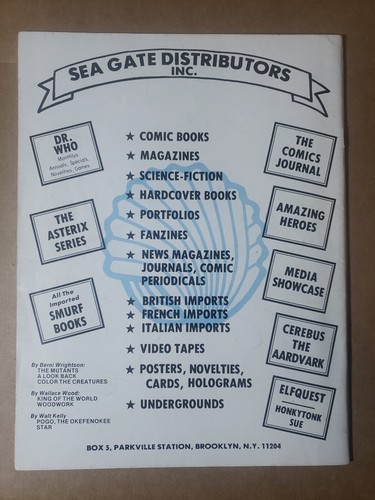 SEA GATE DISTRIBUTORS
INC.
DR.
WHO
Monthlys
Annuals, Specials,
Novelties, Games
THE
ASTERIX
SERIES
All The
Imported
SMURF
BOOKS
By Berni Wrightson:
THE MUTANTS
A LOOK BACK
COLOR THE CREATURES
By Wallace Wood:
KING OF THE WORLD
WOODWORK
By Walt Kelly
POGO, THE OKEFENOKEE
STAR
★ COMIC BOOKS
★ MAGAZINES
★ SCIENCE-FICTION
★ HARDCOVER BOOKS
★ PORTFOLIOS
★ FANZINES
★ NEWS MAGAZINES,
JOURNALS, COMIC
PERIODICALS
★ BRITISH IMPORTS
★ FRENCH IMPORTS
★ ITALIAN IMPORTS
★ VIDEO TAPES
★ POSTERS, NOVELTIES,
CARDS, HOLOGRAMS
★ UNDERGROUNDS
THE
COMICS
JOURNAL
AMAZING
HEROES
MEDIA
SHOWCASE
CEREBUS
THE
AARDVARK
ELFQUEST
HONKYTONK
SUE
BOX 5, PARKVILLE STATION, BROOKLYN, N.Y. 11204